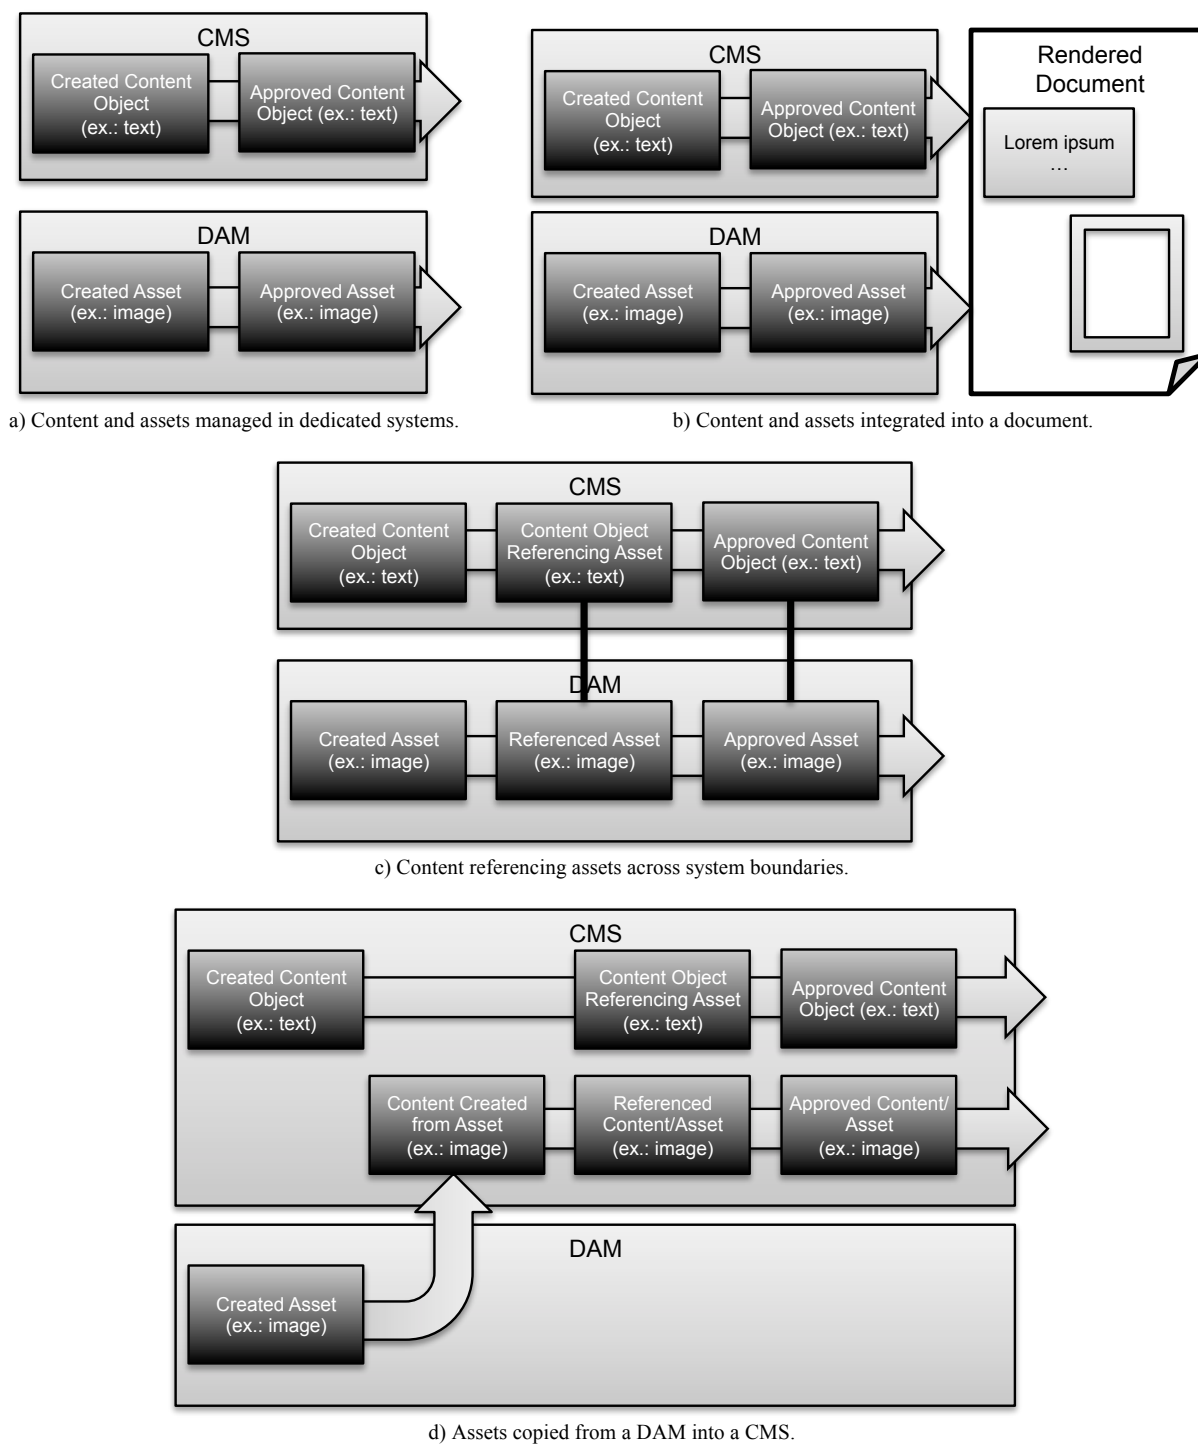 CMS
Created Content
Object
(ex.: text)
Approved Content
Object (ex.: text)
DAM
Created Asset
(ex.: image)
Approved Asset
(ex.: image)
a) Content and assets managed in dedicated systems.
CMS
Created Content
Object
(ex.: text)
Approved Content
Object (ex.: text)
DAM
Created Asset
(ex.: image)
Approved Asset
(ex.: image)
Rendered
Document
Lorem ipsum
...
b) Content and assets integrated into a document.
CMS
Created Content
Object
(ex.: text)
Content Object
Referencing Asset
(ex.: text)
Approved Content
Object (ex.: text)
DAM
Created Asset
(ex.: image)
Referenced Asset
(ex.: image)
Approved Asset
(ex.: image)
c) Content referencing assets across system boundaries.
CMS
Created Content
Object
(ex.: text)
Content Object
Referencing Asset
(ex.: text)
Approved Content
Object (ex.: text)
Content Created
from Asset
(ex.: image)
Referenced
Content/Asset
(ex.: image)
Approved Content/
Asset
(ex.: image)
DAM
Created Asset
(ex.: image)
d) Assets copied from a DAM into a CMS.